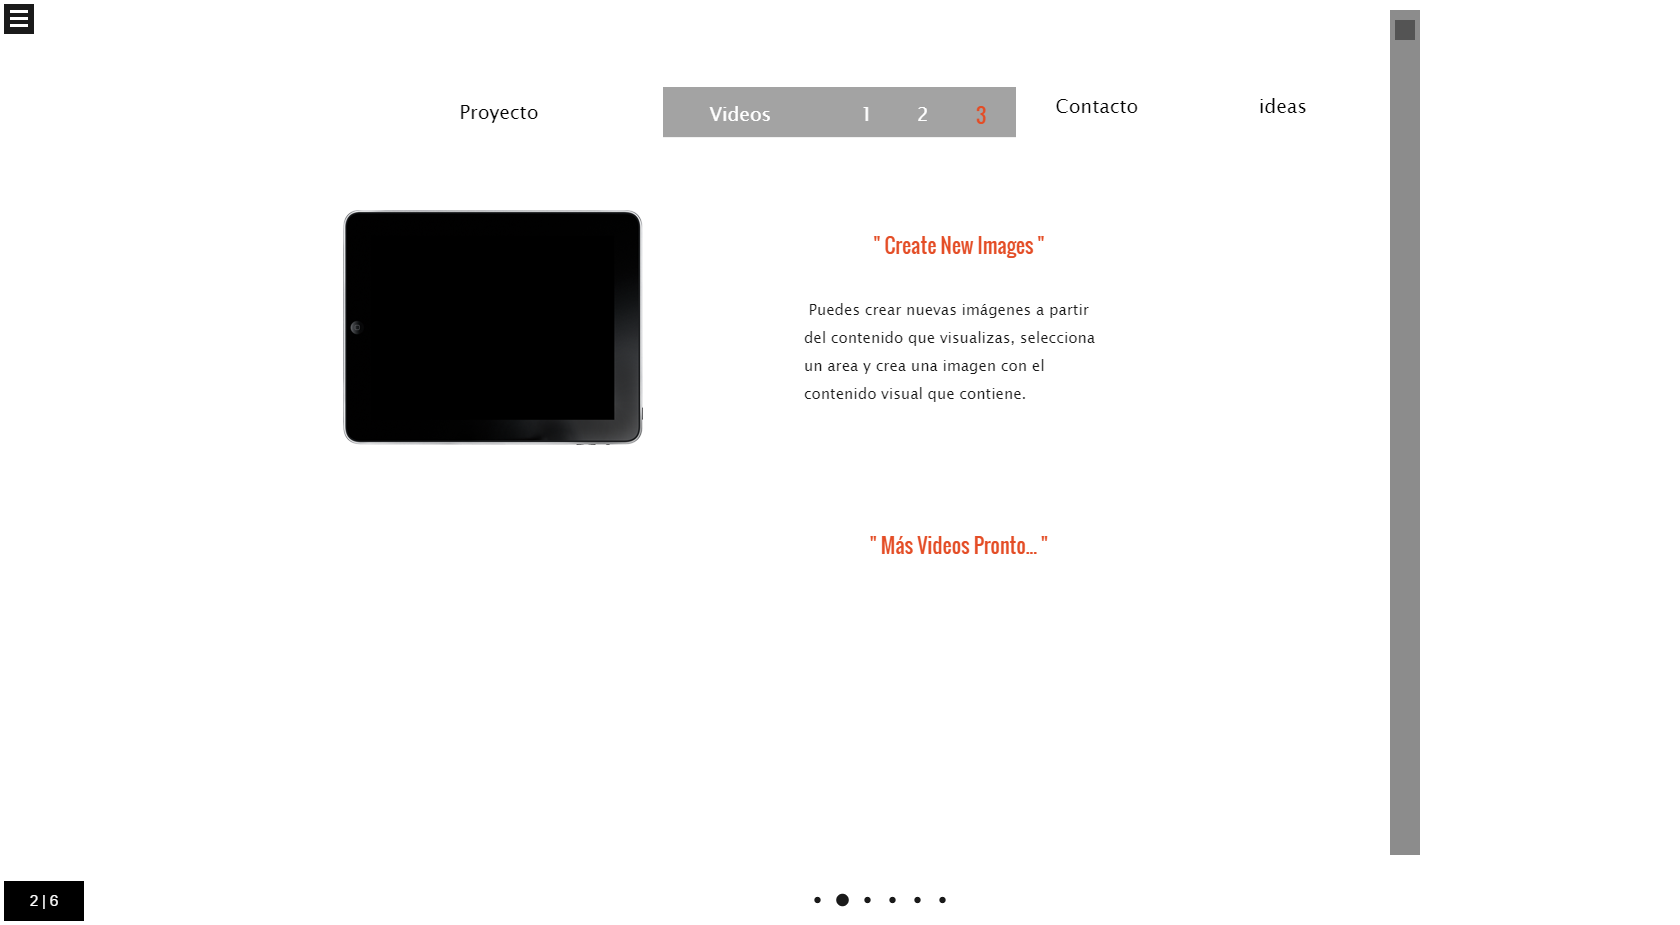 Proyecto
Videos 1 2 3
Contacto
ideas
" Create New Images "
Puedes crear nuevas imágenes a partir
del contenido que visualizas, selecciona
un area y crea una imagen con el
contenido visual que contiene.
" Más Videos Pronto... "
2 | 6